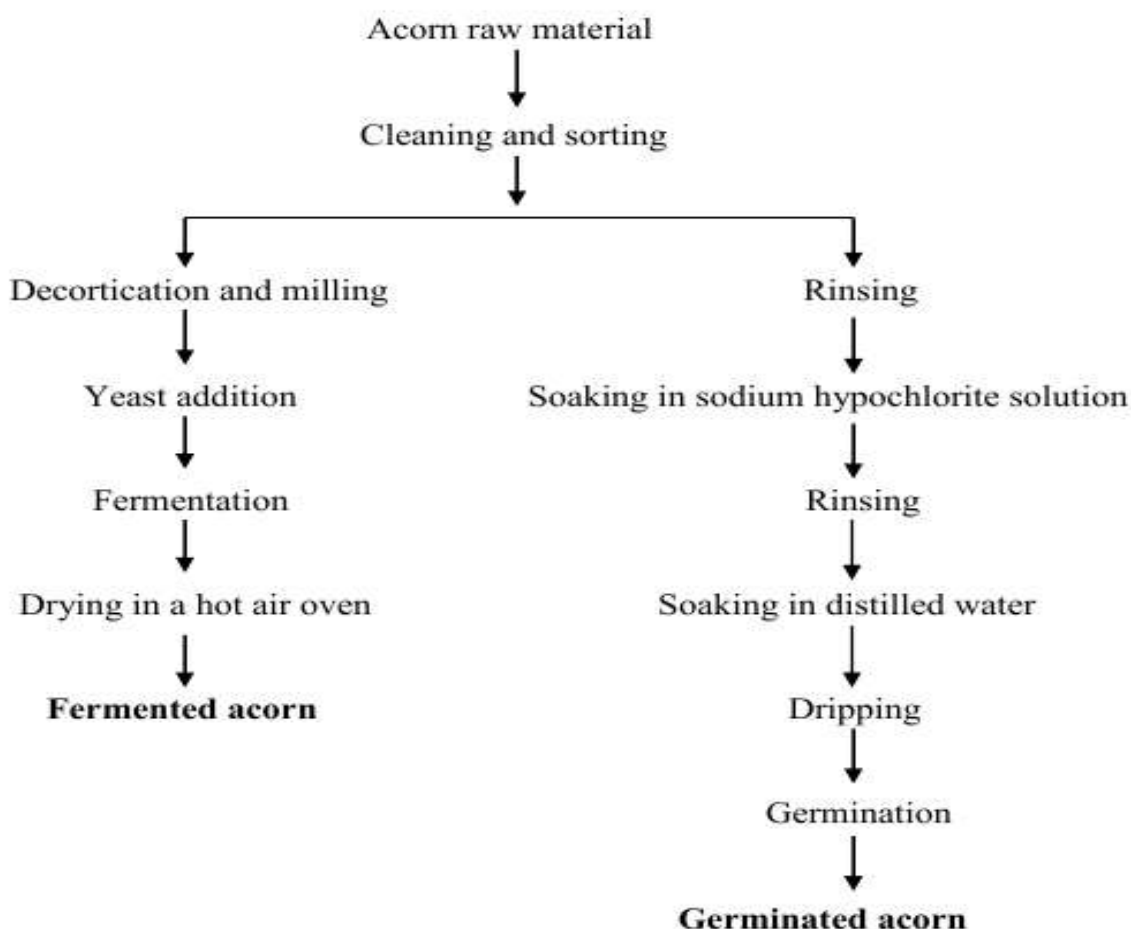 Acorn raw material
Cleaning and sorting
Decortication and milling
Yeast addition
Fermentation
Drying in a hot air oven
Fermented acorn
Rinsing
Soaking in sodium hypochlorite solution
Rinsing
Soaking in distilled water
Dripping
Germination
Germinated acorn